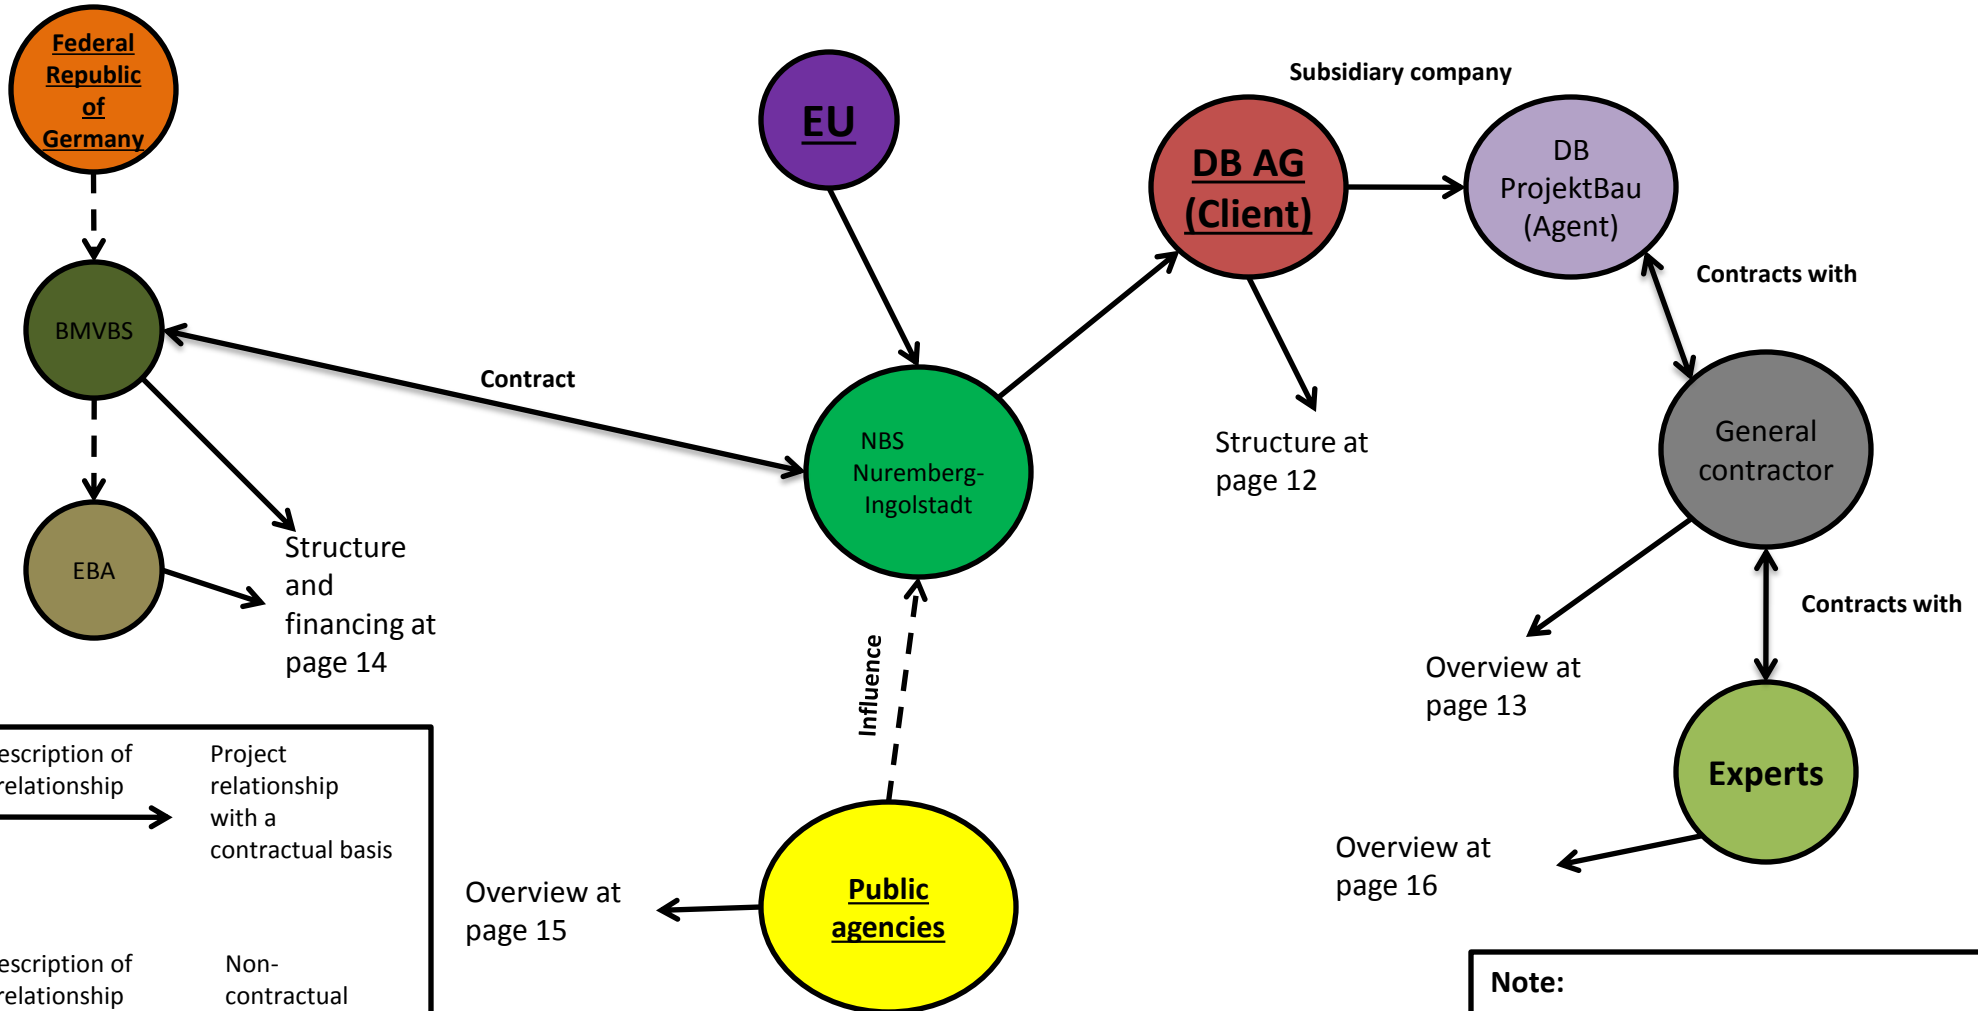 Federal
Republic
of
Germany
EU
Subsidiary company
DB AG
(Client)
DB
ProjektBau
(Agent)
Contracts with
BMVBS
Contract
NBS
Nuremberg-
Ingolstadt
Structure at
page 12
General
contractor
EBA
Structure
and
financing at
page 14
Influence
Contracts with
Overview at
page 13
Experts
Overview at
page 16
Public
agencies
Overview at
page 15
escription of
relationship
Project
relationship
with a
contractual basis
escription of
relationship
Non-
contractual
Note: